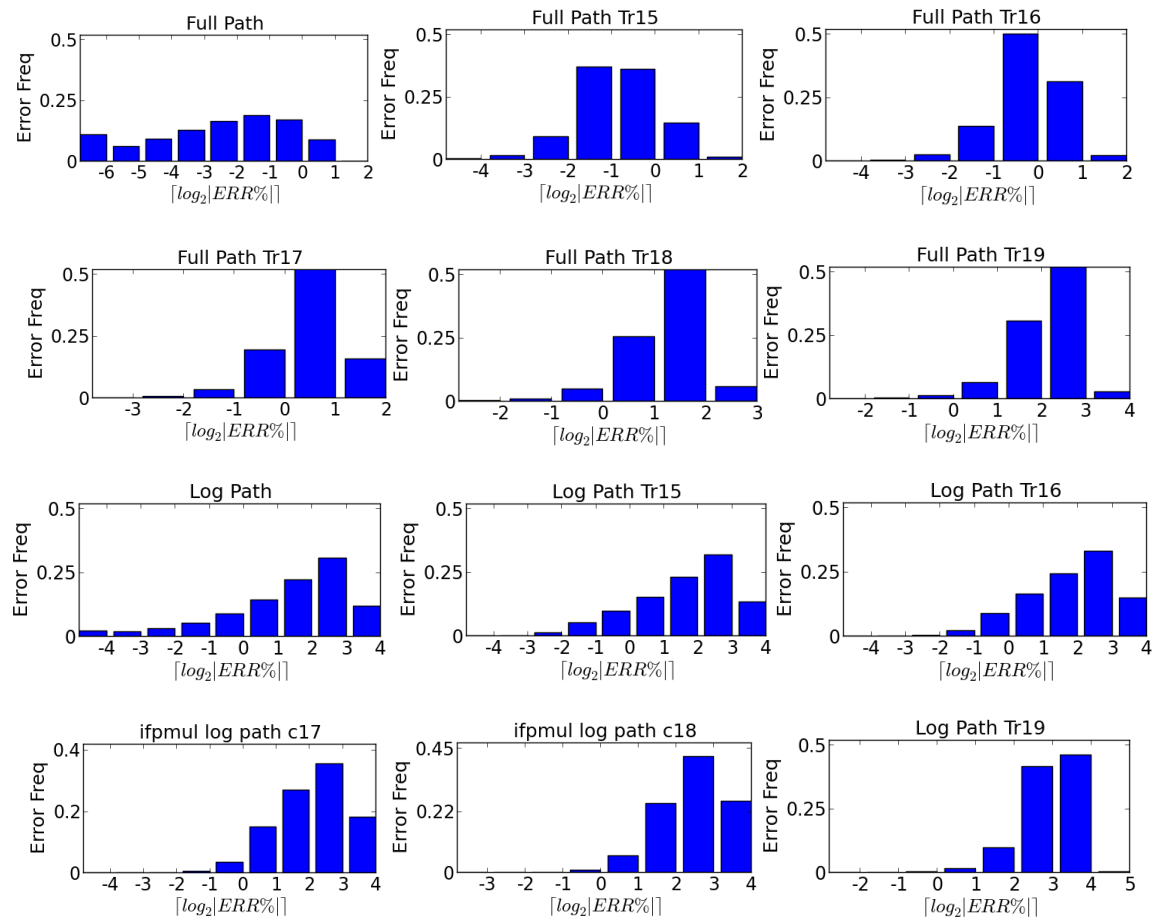 Full Path
Error Freq
0.5
0.25
0
-6 -5 -4 -3 -2 -1 0 1 2
⌈log₂|ERR%|⌉
Full Path Tr15
Error Freq
0.5
0.25
0
-4 -3 -2 -1 0 1 2
⌈log₂|ERR%|⌉
Full Path Tr16
Error Freq
0.5
0.25
0
-4 -3 -2 -1 0 1 2
⌈log₂|ERR%|⌉
Full Path Tr17
Error Freq
0.5
0.25
0
-3 -2 -1 0 1 2
⌈log₂|ERR%|⌉
Full Path Tr18
Error Freq
0.5
0.25
0
-2 -1 0 1 2 3
⌈log₂|ERR%|⌉
Full Path Tr19
Error Freq
0.5
0.25
0
-2 -1 0 1 2 3 4
⌈log₂|ERR%|⌉
Log Path
Error Freq
0.5
0.25
0
-4 -3 -2 -1 0 1 2 3 4
⌈log₂|ERR%|⌉
Log Path Tr15
Error Freq
0.5
0.25
0
-4 -3 -2 -1 0 1 2 3 4
⌈log₂|ERR%|⌉
Log Path Tr16
Error Freq
0.5
0.25
0
-4 -3 -2 -1 0 1 2 3 4
⌈log₂|ERR%|⌉
ifpmul log path c17
Error Freq
0.4
0.2
0
-4 -3 -2 -1 0 1 2 3 4
⌈log₂|ERR%|⌉
ifpmul log path c18
Error Freq
0.45
0.22
0
-3 -2 -1 0 1 2 3 4
⌈log₂|ERR%|⌉
Log Path Tr19
Error Freq
0.5
0.25
0
-2 -1 0 1 2 3 4 5
⌈log₂|ERR%|⌉